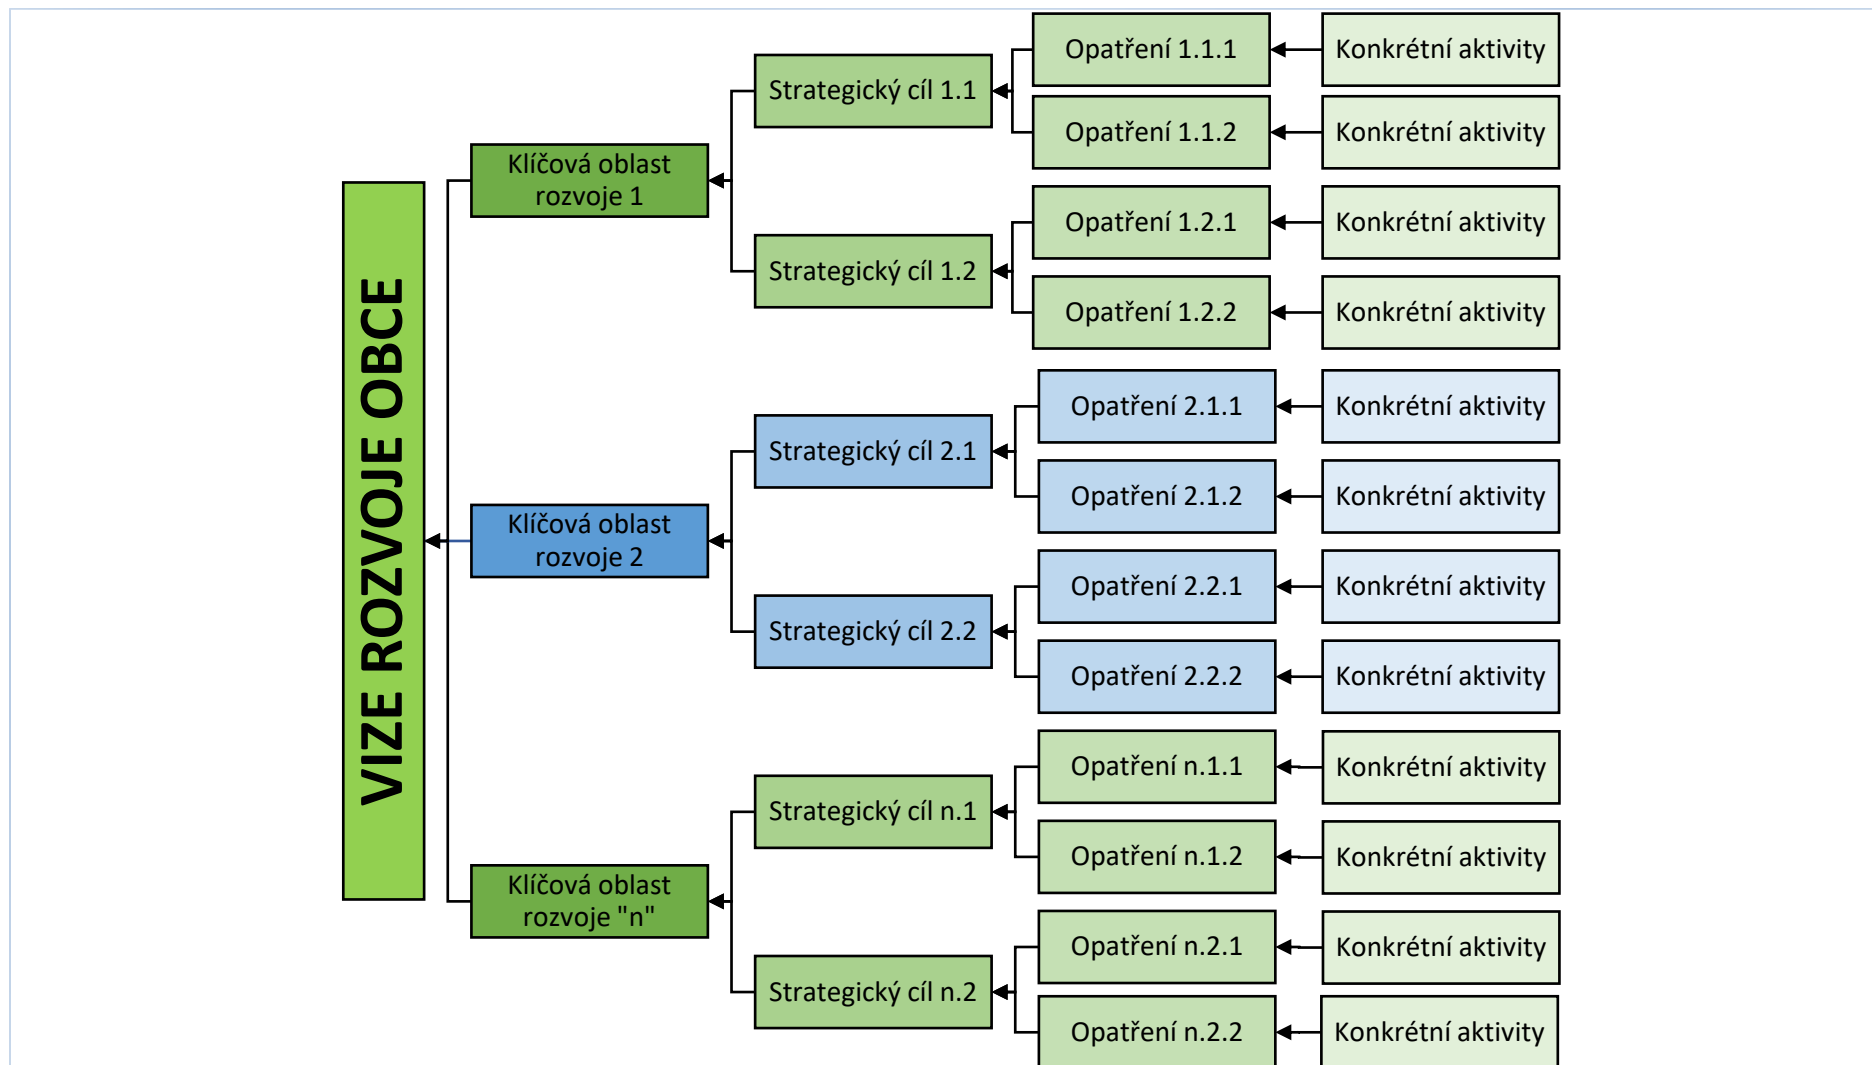 VIZE ROZVOJE OBCE
Klíčová oblast
rozvoje 1
Strategický cíl 1.1
Opatření 1.1.1
Konkrétní aktivity
Opatření 1.1.2
Konkrétní aktivity
Strategický cíl 1.2
Opatření 1.2.1
Konkrétní aktivity
Opatření 1.2.2
Konkrétní aktivity
Klíčová oblast
rozvoje 2
Strategický cíl 2.1
Opatření 2.1.1
Konkrétní aktivity
Opatření 2.1.2
Konkrétní aktivity
Strategický cíl 2.2
Opatření 2.2.1
Konkrétní aktivity
Opatření 2.2.2
Konkrétní aktivity
Klíčová oblast
rozvoje "n"
Strategický cíl n.1
Opatření n.1.1
Konkrétní aktivity
Opatření n.1.2
Konkrétní aktivity
Strategický cíl n.2
Opatření n.2.1
Konkrétní aktivity
Opatření n.2.2
Konkrétní aktivity